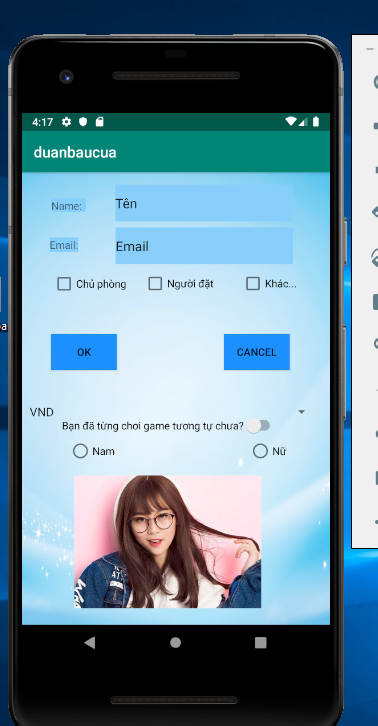 4:17
duanbaucua
Name: Tên
Email: Email
Chủ phòng Người đặt Khác...
OK CANCEL
VND
Bạn đã từng chơi game tương tự chưa?
Nam Nữ